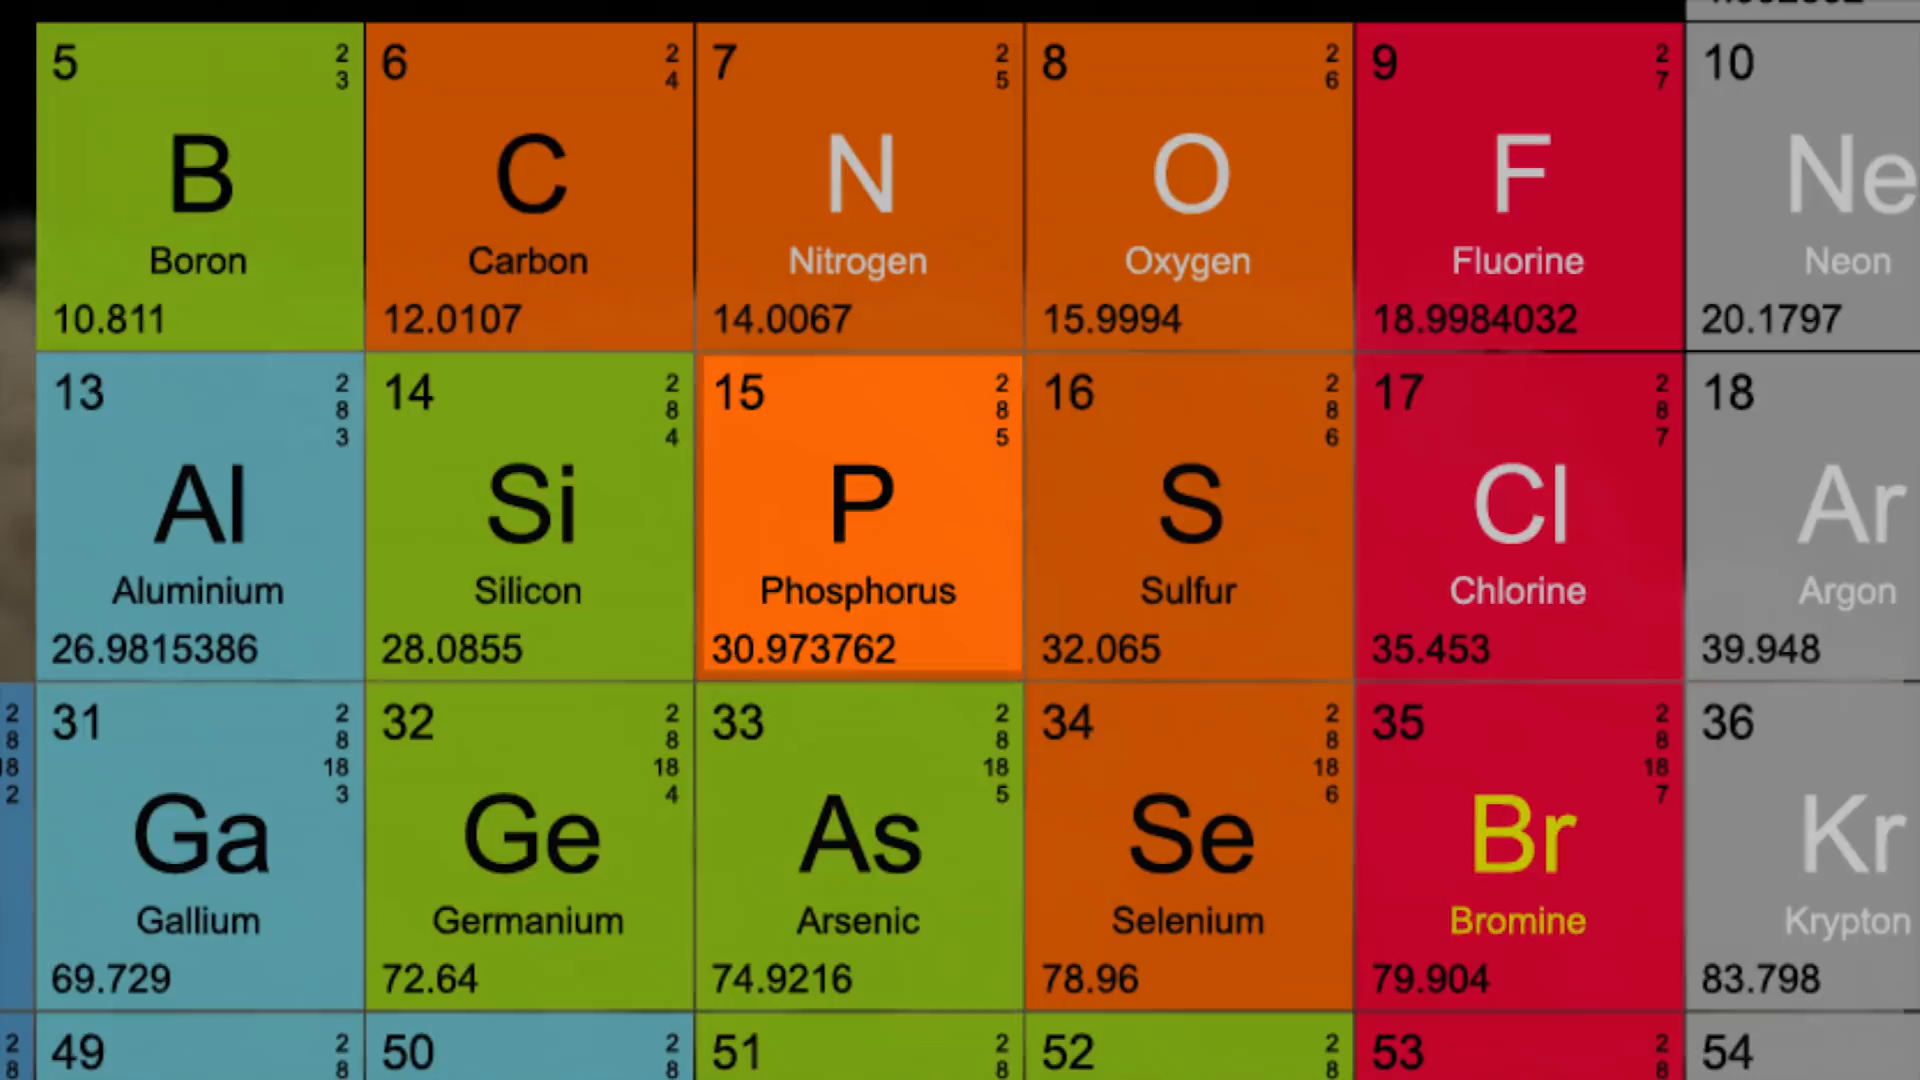 5 2 6 2 7 2 8 2 9 2 10
3 4 5 6 7
B C N O F Ne
Boron Carbon Nitrogen Oxygen Fluorine Neon
10.811 12.0107 14.0067 15.9994 18.9984032 20.1797
13 2 14 2 15 2 16 2 17 2 18
8 8 8 8 8
3 4 5 6 7
Al Si P S Cl Ar
Aluminium Silicon Phosphorus Sulfur Chlorine Argon
26.9815386 28.0855 30.973762 32.065 35.453 39.948
2 31 2 32 2 33 2 34 2 35 2 36
8 8 8 8 8 8
18 18 18 18 18 18
2 3 4 5 6 7
Ga Ge As Se Br Kr
Gallium Germanium Arsenic Selenium Bromine Krypton
69.729 72.64 74.9216 78.96 79.904 83.798
2 49 2 50 2 51 2 52 2 53 2 54
8 8 8 8 8 8